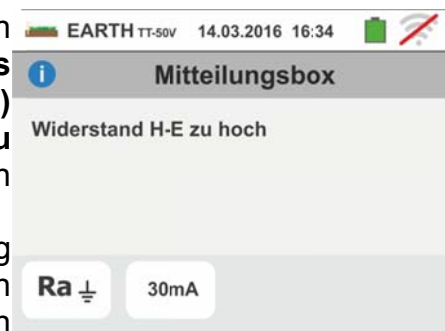 EARTH TT-50V 14.03.2016 16:34
Mitteilungsbox
Widerstand H-E zu hoch
Ra 30mA